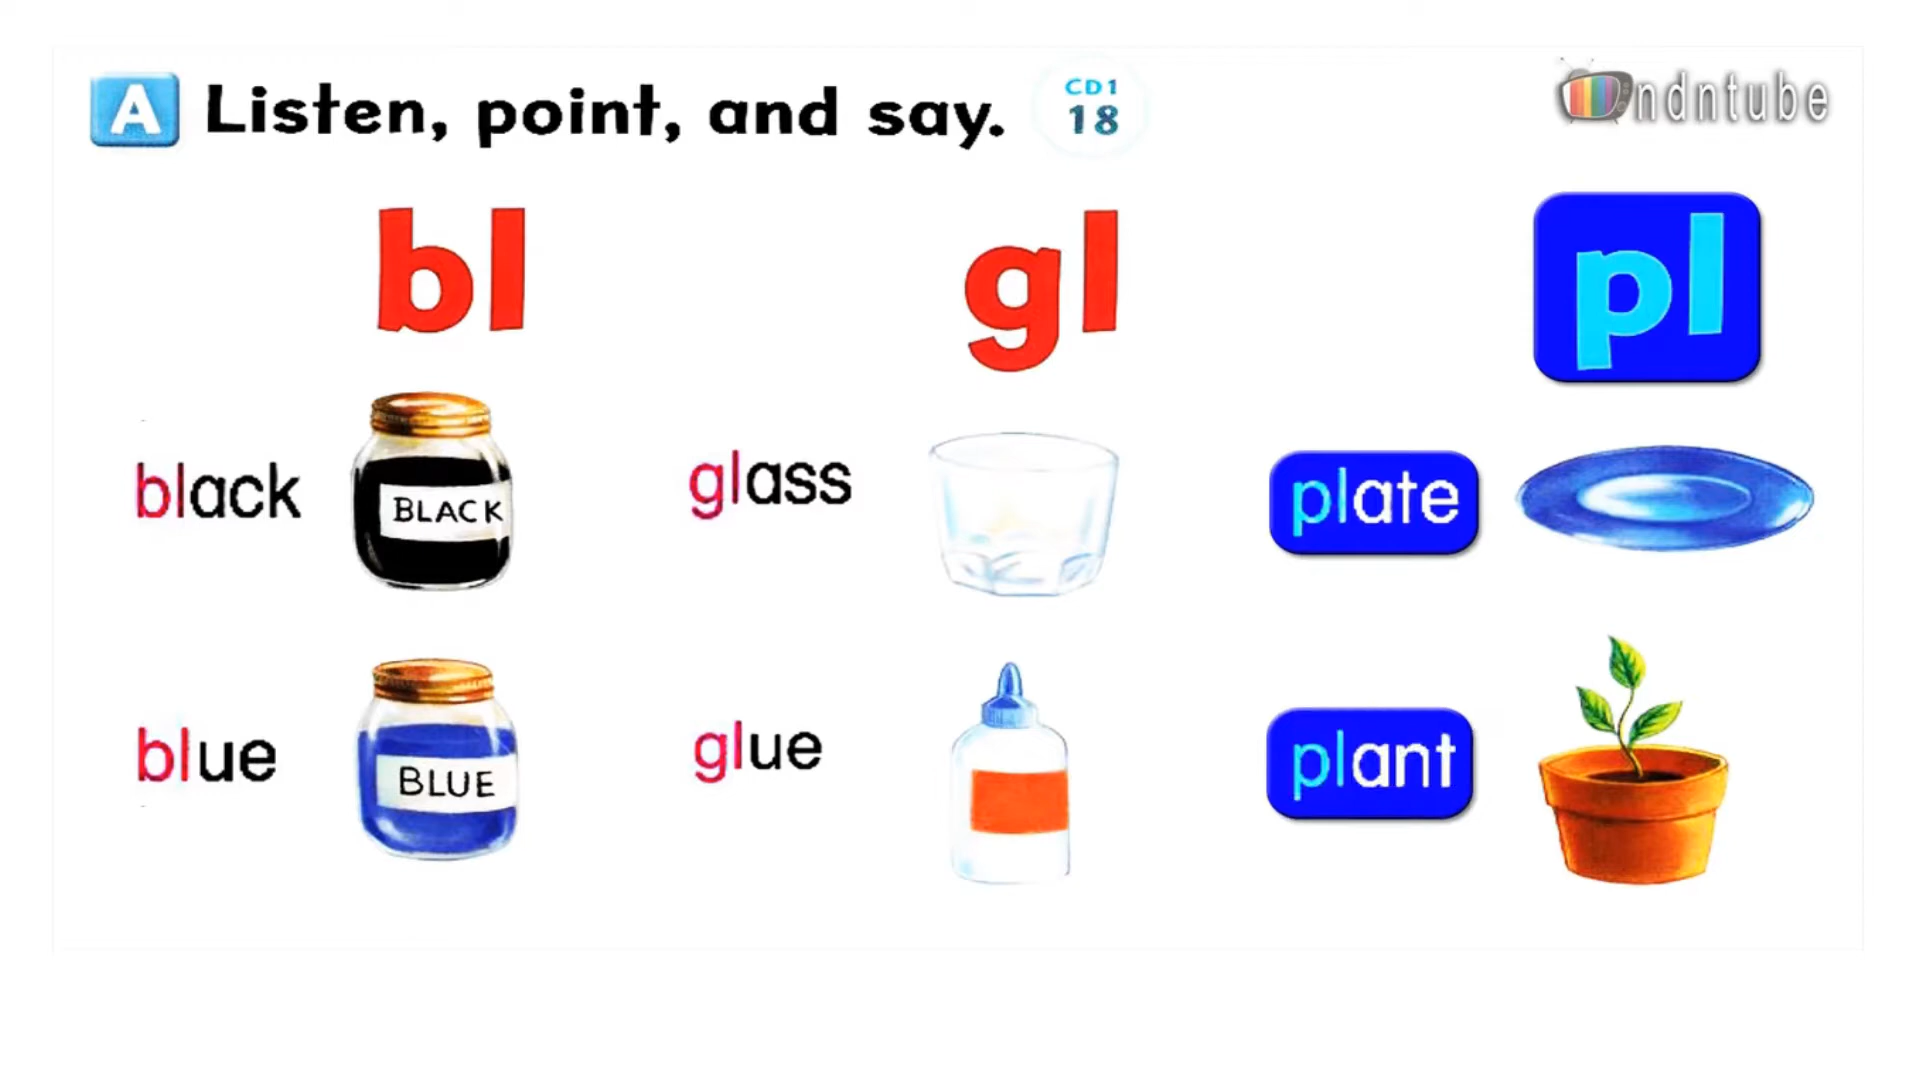 A Listen, point, and say. CD1 18
ndntube
bl gl pl
black BLACK glass plate
blue BLUE glue plant